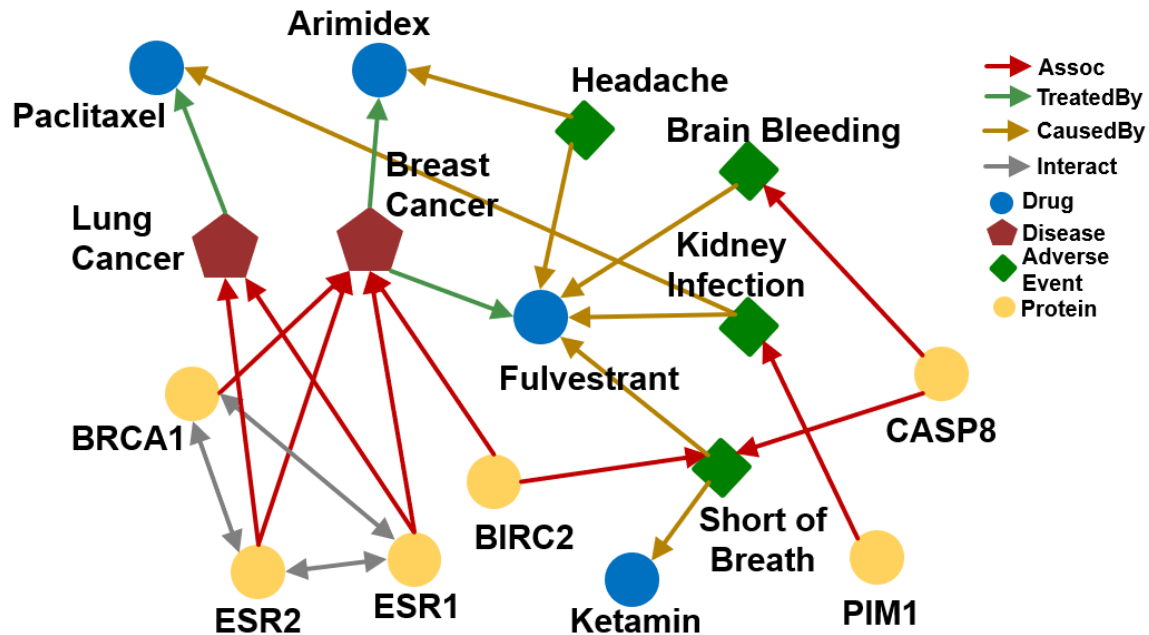 Arimidex
Paclitaxel
Headache
Brain Bleeding
Breast
Cancer
Lung
Cancer
Kidney
Infection
Fulvestrant
BRCA1
CASP8
BIRC2
Short of
Breath
ESR2
ESR1
Ketamin
PIM1
Assoc
TreatedBy
CausedBy
Interact
Drug
Disease
Adverse
Event
Protein